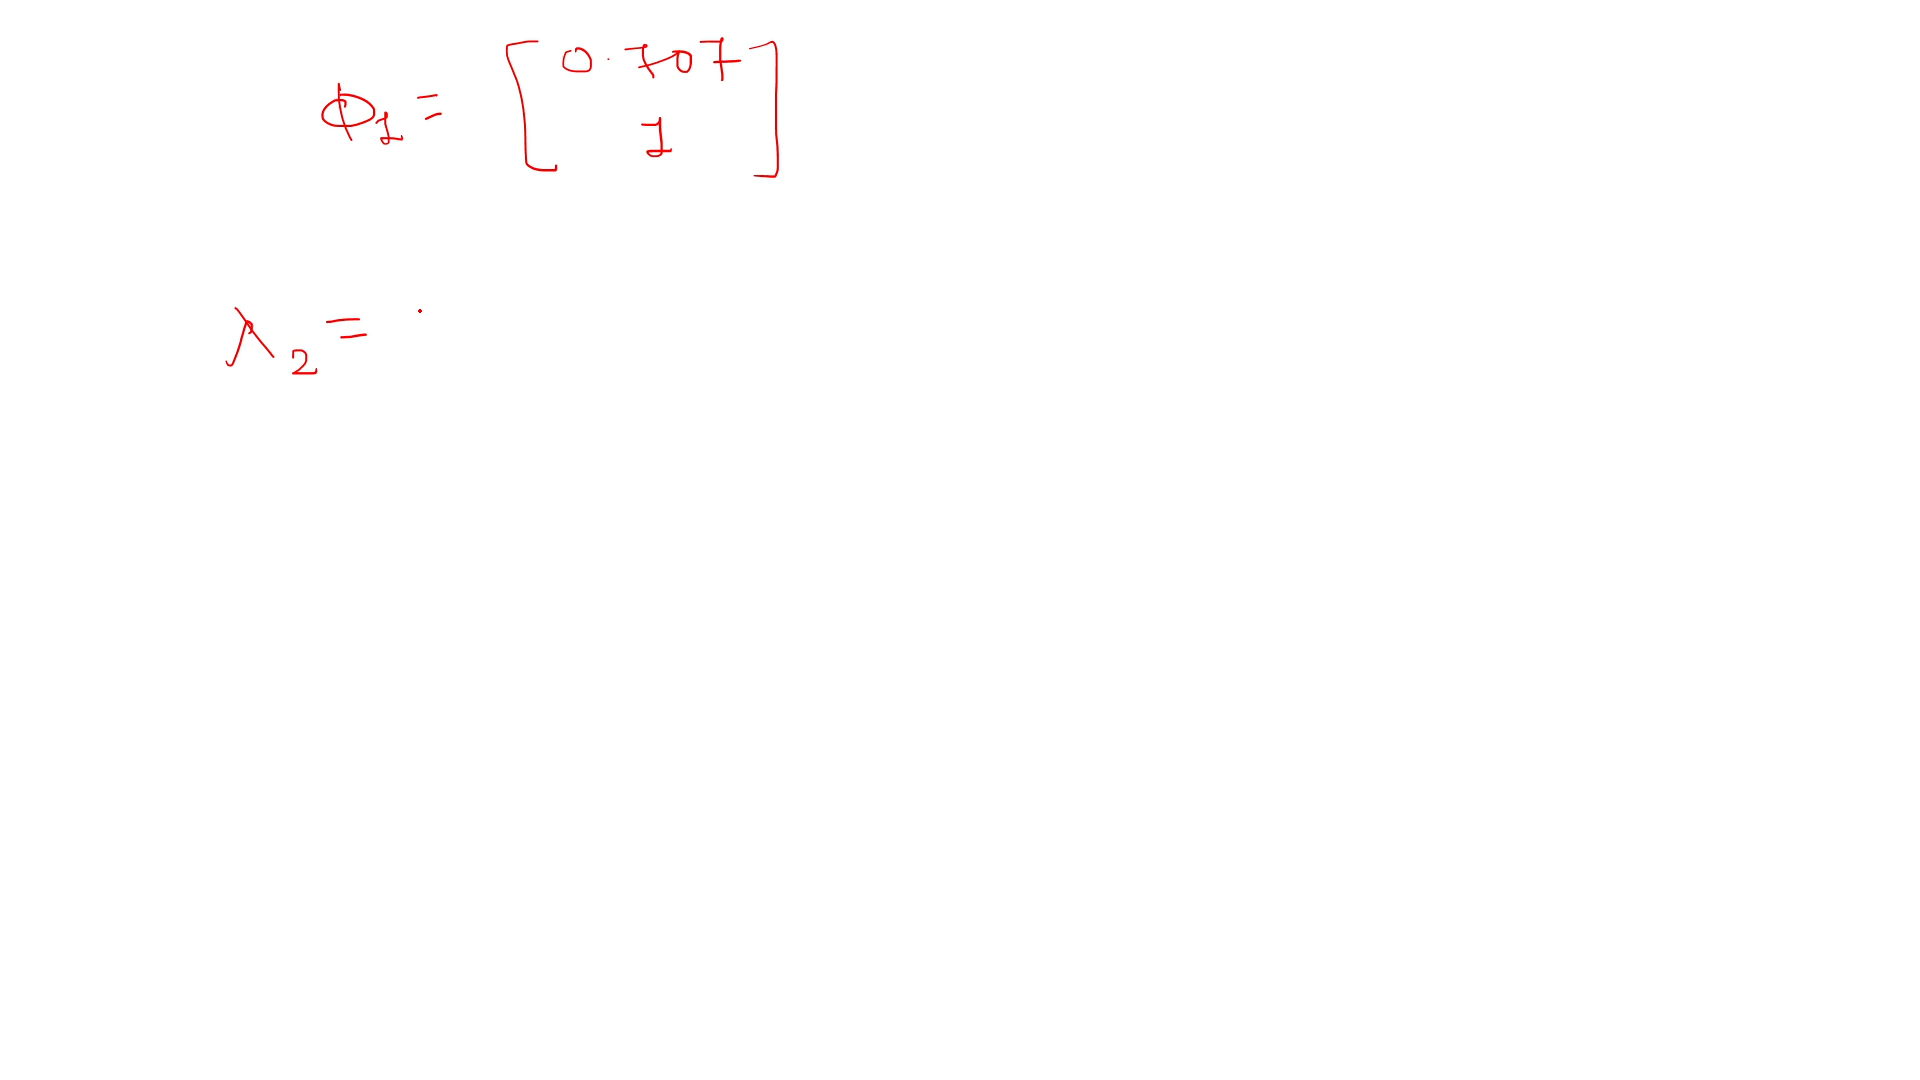 ϕ₁ = [ 0.707
1 ]
λ₂ =